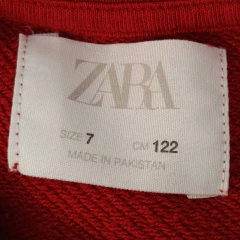 ZARA
SIZE 7 CM 122
MADE IN PAKISTAN